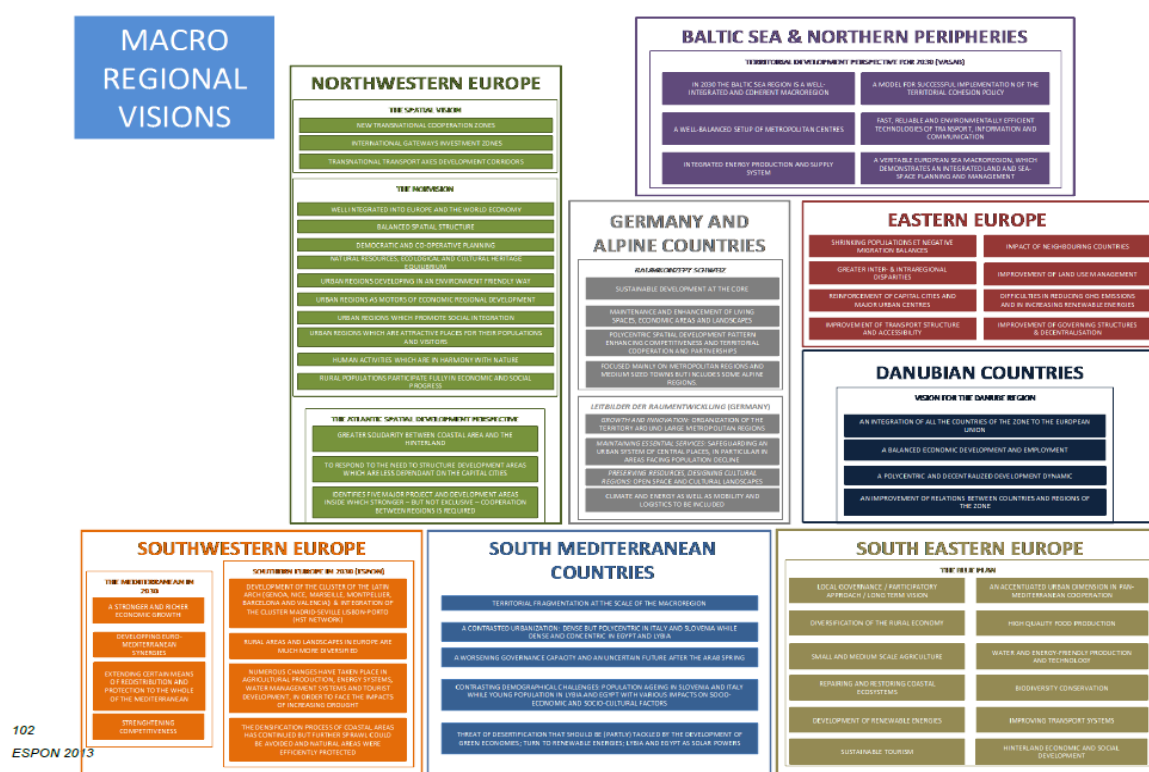 MACRO
REGIONAL
VISIONS
BALTIC SEA & NORTHERN PERIPHERIES
TERRITORIAL DEVELOPMENT PERSPECTIVE FOR 2030 (VASAB)
IN 2030 THE BALTIC SEA REGION IS A WELL-
INTEGRATED AND COHERENT MACROREGION
A MODEL FOR SUCCESSFUL IMPLEMENTATION OF THE
TERRITORIAL COHESION POLICY
A WELL-BALANCED SETUP OF METROPOLITAN CENTRES
FAST, RELIABLE AND ENVIRONMENTALLY EFFICIENT
TECHNOLOGIES OF TRANSPORT, INFORMATION AND
COMMUNICATION
INTEGRATED ENERGY PRODUCTION AND SUPPLY
SYSTEM
A VERITABLE EUROPEAN SEA MACROREGION, WHICH
DEMONSTRATES AN INTEGRATED LAND AND SEA-
SPACE PLANNING AND MANAGEMENT
NORTHWESTERN EUROPE
THE SPATIAL VISION
NEW TRANSNATIONAL COOPERATION ZONES
INTERNATIONAL GATEWAYS INVESTMENT ZONES
TRANSNATIONAL TRANSPORT AXES DEVELOPMENT CORRIDORS
THE NORVISION
WELL INTEGRATED INTO EUROPE AND THE WORLD ECONOMY
BALANCED SPATIAL STRUCTURE
DEMOCRATIC AND CO-OPERATIVE PLANNING
NATURAL RESOURCES, ECOLOGICAL AND CULTURAL HERITAGE
EQUILIBRIUM
URBAN REGIONS DEVELOPING IN AN ENVIRONMENT FRIENDLY WAY
URBAN REGIONS AS MOTORS OF ECONOMIC REGIONAL DEVELOPMENT
URBAN REGIONS WHICH PROMOTE SOCIAL INTEGRATION
URBAN REGIONS WHICH ARE ATTRACTIVE PLACES FOR THEIR POPULATIONS
AND VISITORS
HUMAN ACTIVITIES WHICH ARE IN HARMONY WITH NATURE
RURAL POPULATIONS PARTICIPATE FULLY IN ECONOMIC AND SOCIAL
PROGRESS
THE ATLANTIC SPATIAL DEVELOPMENT PERSPECTIVE
GREATER SOLIDARITY BETWEEN COASTAL AREA AND THE
HINTERLAND
TO RESPOND TO THE NEED TO STRUCTURE DEVELOPMENT AREAS
WHICH ARE LESS DEPENDANT ON THE CAPITAL CITIES
IDENTIFIES FIVE MAJOR PROJECT AND DEVELOPMENT AREAS
INSIDE WHICH STRONGER – BUT NOT EXCLUSIVE – COOPERATION
BETWEEN REGIONS IS REQUIRED
GERMANY AND
ALPINE COUNTRIES
RAUMKONZEPT SCHWEIZ
SUSTAINABLE DEVELOPMENT AT THE CORE
MAINTENANCE AND ENHANCEMENT OF LIVING
SPACES, ECONOMIC AREAS AND LANDSCAPES
POLYCENTRIC SPATIAL DEVELOPMENT PATTERN
ENHANCING COMPETITIVENESS AND TERRITORIAL
COOPERATION AND PARTNERSHIPS
FOCUSED MAINLY ON METROPOLITAN REGIONS AND
MEDIUM SIZED TOWNS BUT INCLUDES SOME ALPINE
REGIONS.
LEITBILDER DER RAUMENTWICKLUNG (GERMANY)
GROWTH AND INNOVATION: ORGANIZATION OF THE
TERRITORY AROUND LARGE METROPOLITAN REGIONS
MAINTAINING ESSENTIAL SERVICES: SAFEGUARDING AN
URBAN SYSTEM OF CENTRAL PLACES, IN PARTICULAR IN
AREAS FACING POPULATION DECLINE
PRESERVING RESOURCES, DESIGNING CULTURAL
REGIONS: OPEN SPACE AND CULTURAL LANDSCAPES
CLIMATE AND ENERGY AS WELL AS MOBILITY AND
LOGISTICS TO BE INCLUDED
EASTERN EUROPE
SHRINKING POPULATIONS ET NEGATIVE
MIGRATION BALANCES
IMPACT OF NEIGHBOURING COUNTRIES
GREATER INTER- & INTRAREGIONAL
DISPARITIES
IMPROVEMENT OF LAND USE MANAGEMENT
REINFORCEMENT OF CAPITAL CITIES AND
MAJOR URBAN CENTRES
DIFFICULTIES IN REDUCING GHG EMISSIONS
AND IN INCREASING RENEWABLE ENERGIES
IMPROVEMENT OF TRANSPORT STRUCTURE
AND ACCESSIBILITY
IMPROVEMENT OF GOVERNING STRUCTURES
& DECENTRALISATION
DANUBIAN COUNTRIES
VISION FOR THE DANUBE REGION
AN INTEGRATION OF ALL THE COUNTRIES OF THE ZONE TO THE EUROPEAN
UNION
A BALANCED ECONOMIC DEVELOPMENT AND EMPLOYMENT
A POLYCENTRIC AND DECENTRALIZED DEVELOPMENT DYNAMIC
AN IMPROVEMENT OF RELATIONS BETWEEN COUNTRIES AND REGIONS OF
THE ZONE
SOUTHWESTERN EUROPE
THE MEDITERRANEAN IN
2030
A STRONGER AND RICHER
ECONOMIC GROWTH
DEVELOPPING EURO-
MEDITERRANEAN
SYNERGIES
EXTENDING CERTAIN MEANS
OF REDISTRIBUTION AND
PROTECTION TO THE WHOLE
OF THE MEDITERRANEAN
STRENGHTENING
COMPETITIVENESS
SOUTHERN EUROPE IN 2030 (ESPON)
DEVELOPMENT OF THE CLUSTER OF THE LATIN
ARCH (GENOA, NICE, MARSEILLE, MONTPELLIER,
BARCELONA AND VALENCIA) & INTEGRATION OF
THE CLUSTER MADRID-SEVILLE LISBON-PORTO
(HST NETWORK)
RURAL AREAS AND LANDSCAPES IN EUROPE ARE
MUCH MORE DIVERSIFIED
NUMEROUS CHANGES HAVE TAKEN PLACE IN
AGRICULTURAL PRODUCTION, ENERGY SYSTEMS,
WATER MANAGEMENT SYSTEMS AND TOURIST
DEVELOPMENT, IN ORDER TO FACE THE IMPACTS
OF INCREASING DROUGHT
THE DENSIFICATION PROCESS OF COASTAL AREAS
HAS CONTINUED BUT FURTHER SPRAWL COULD
BE AVOIDED AND NATURAL AREAS WERE
EFFICIENTLY PROTECTED
SOUTH MEDITERRANEAN
COUNTRIES
TERRITORIAL FRAGMENTATION AT THE SCALE OF THE MACROREGION
A CONTRASTED URBANIZATION: DENSE BUT POLYCENTRIC IN ITALY AND SLOVENIA WHILE
DENSE AND CONCENTRIC IN EGYPT AND LYBIA
A WORSENING GOVERNANCE CAPACITY AND AN UNCERTAIN FUTURE AFTER THE ARAB SPRING
CONTRASTING DEMOGRAPHICAL CHALLENGES: POPULATION AGEING IN SLOVENIA AND ITALY
WHILE YOUNG POPULATION IN LYBIA AND EGYPT WITH VARIOUS IMPACTS ON SOCIO-
ECONOMIC AND SOCIO-CULTURAL FACTORS
THREAT OF DESERTIFICATION THAT SHOULD BE (PARTLY) TACKLED BY THE DEVELOPMENT OF
GREEN ECONOMIES; TURN TO RENEWABLE ENERGIES; LYBIA AND EGYPT AS SOLAR POWERS
SOUTH EASTERN EUROPE
THE BLUE PLAN
LOCAL GOVERNANCE / PARTICIPATORY
APPROACH / LONG TERM VISION
AN ACCENTUATED URBAN DIMENSION IN PAN-
MEDITERRANEAN COOPERATION
DIVERSIFICATION OF THE RURAL ECONOMY
HIGH QUALITY FOOD PRODUCTION
SMALL AND MEDIUM SCALE AGRICULTURE
WATER AND ENERGY-FRIENDLY PRODUCTION
AND TECHNOLOGY
REPAIRING AND RESTORING COASTAL
ECOSYSTEMS
BIODIVERSITY CONSERVATION
DEVELOPMENT OF RENEWABLE ENERGIES
IMPROVING TRANSPORT SYSTEMS
SUSTAINABLE TOURISM
HINTERLAND ECONOMIC AND SOCIAL
DEVELOPMENT
102
ESPON 2013